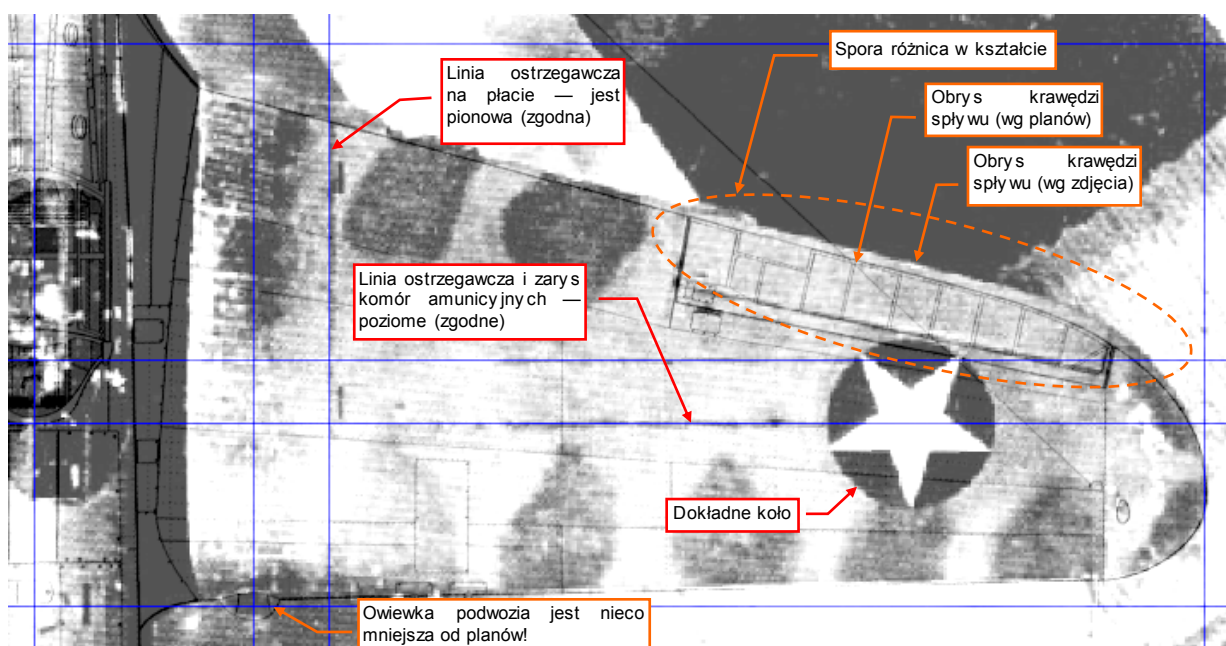 Spora różnica w kształcie
Linia ostrzegawcza
na płacie — jest
pionowa (zgodna)
Obrys krawędzi
spływu (wg planów)
Obrys krawędzi
spływu (wg zdjęcia)
Linia ostrzegawcza i zarys
komór amunicyjnych —
poziome (zgodne)
Dokładne koło
Owiewka podwozia jest nieco
mniejsza od planów!